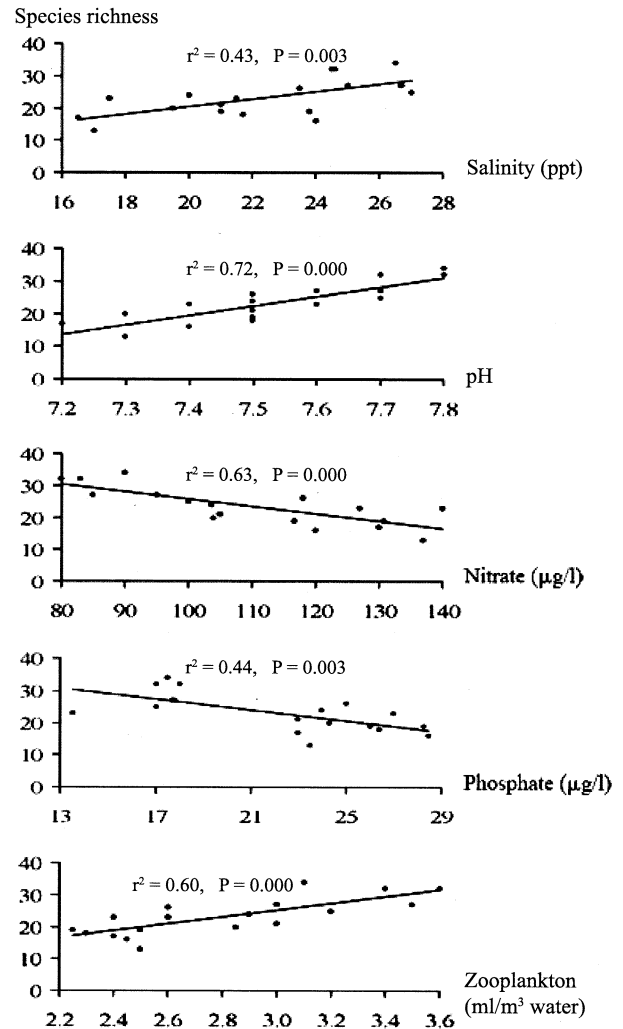 Species richness
40
r² = 0.43, P = 0.003
30
20
10
0
Salinity (ppt)
16 18 20 22 24 26 28
40
r² = 0.72, P = 0.000
30
20
10
0
pH
7.2 7.3 7.4 7.5 7.6 7.7 7.8
40
r² = 0.63, P = 0.000
30
20
10
0
Nitrate (µg/l)
80 90 100 110 120 130 140
40
r² = 0.44, P = 0.003
30
20
10
0
Phosphate (µg/l)
13 17 21 25 29
40
r² = 0.60, P = 0.000
30
20
10
0
Zooplankton
(ml/m³ water)
2.2 2.4 2.6 2.8 3.0 3.2 3.4 3.6